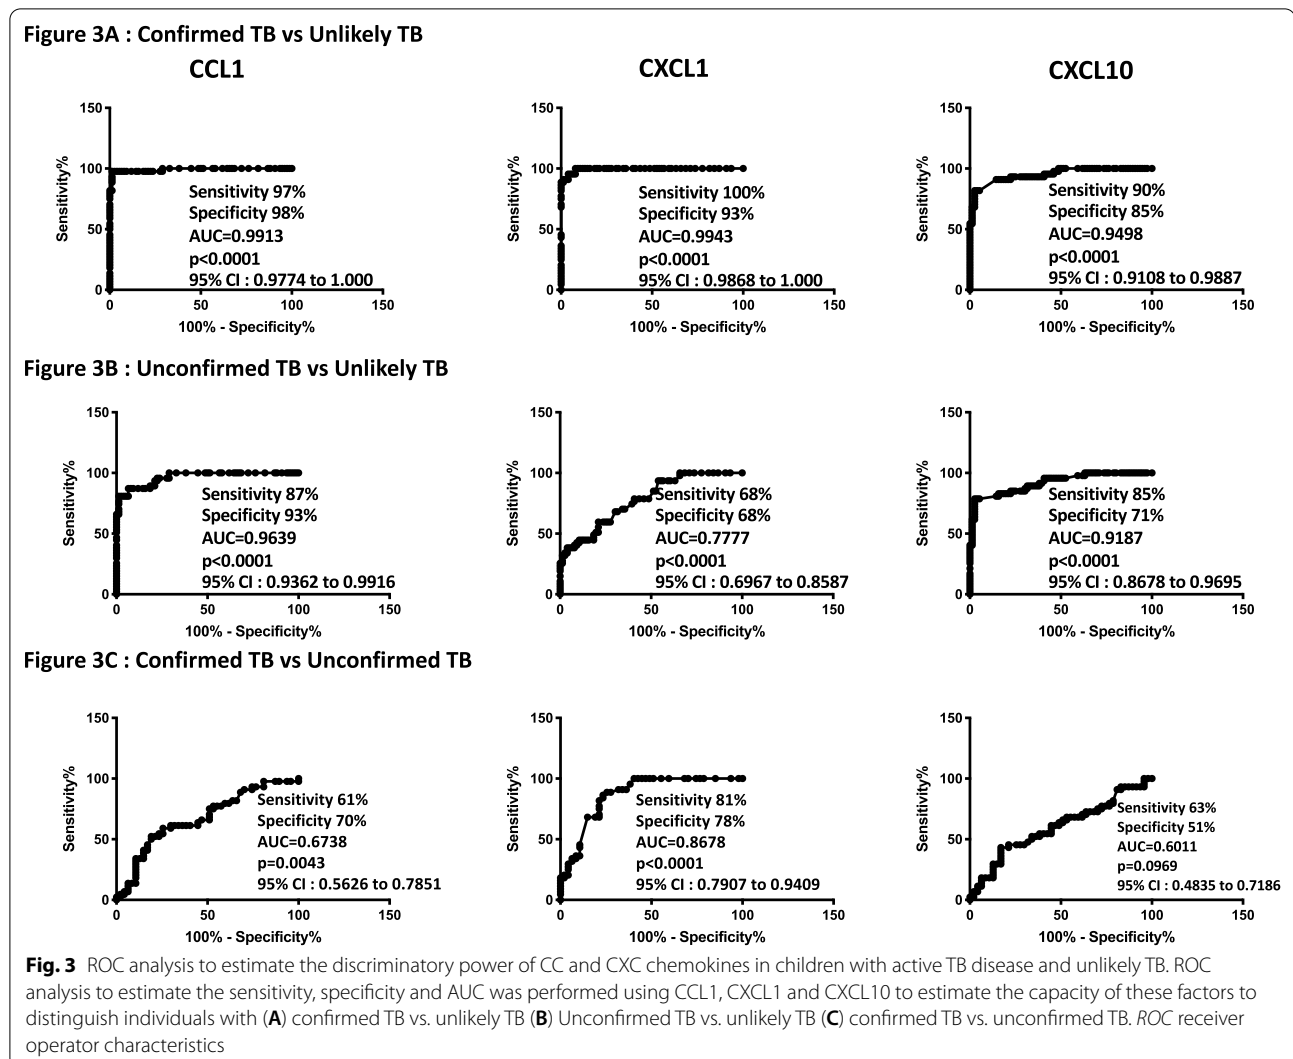 Figure 3A : Confirmed TB vs Unlikely TB
CCL1
CXCL1
CXCL10
150
100
50
0
Sensitivity%
Sensitivity 97%
Specificity 98%
AUC=0.9913
p<0.0001
95% CI : 0.9774 to 1.000
0
50
100
150
100% - Specificity%
150
100
50
0
Sensitivity%
Sensitivity 100%
Specificity 93%
AUC=0.9943
p<0.0001
95% CI : 0.9868 to 1.000
0
50
100
150
100% - Specificity%
150
100
50
0
Sensitivity%
Sensitivity 90%
Specificity 85%
AUC=0.9498
p<0.0001
95% CI : 0.9108 to 0.9887
0
50
100
150
100% - Specificity%
Figure 3B : Unconfirmed TB vs Unlikely TB
150
100
50
0
Sensitivity%
Sensitivity 87%
Specificity 93%
AUC=0.9639
p<0.0001
95% CI : 0.9362 to 0.9916
0
50
100
150
100% - Specificity%
150
100
50
0
Sensitivity%
Sensitivity 68%
Specificity 68%
AUC=0.7777
p<0.0001
95% CI : 0.6967 to 0.8587
0
50
100
150
100% - Specificity%
150
100
50
0
Sensitivity%
Sensitivity 85%
Specificity 71%
AUC=0.9187
p<0.0001
95% CI : 0.8678 to 0.9695
0
50
100
150
100% - Specificity%
Figure 3C : Confirmed TB vs Unconfirmed TB
150
100
50
0
Sensitivity%
Sensitivity 61%
Specificity 70%
AUC=0.6738
p=0.0043
95% CI : 0.5626 to 0.7851
0
50
100
150
100% - Specificity%
150
100
50
0
Sensitivity%
Sensitivity 81%
Specificity 78%
AUC=0.8678
p<0.0001
95% CI : 0.7907 to 0.9409
0
50
100
150
100% - Specificity%
150
100
50
0
Sensitivity%
Sensitivity 63%
Specificity 51%
AUC=0.6011
p=0.0969
95% CI : 0.4835 to 0.7186
0
50
100
150
100% - Specificity%
Fig. 3 ROC analysis to estimate the discriminatory power of CC and CXC chemokines in children with active TB disease and unlikely TB. ROC
analysis to estimate the sensitivity, specificity and AUC was performed using CCL1, CXCL1 and CXCL10 to estimate the capacity of these factors to
distinguish individuals with (A) confirmed TB vs. unlikely TB (B) Unconfirmed TB vs. unlikely TB (C) confirmed TB vs. unconfirmed TB. ROC receiver
operator characteristics